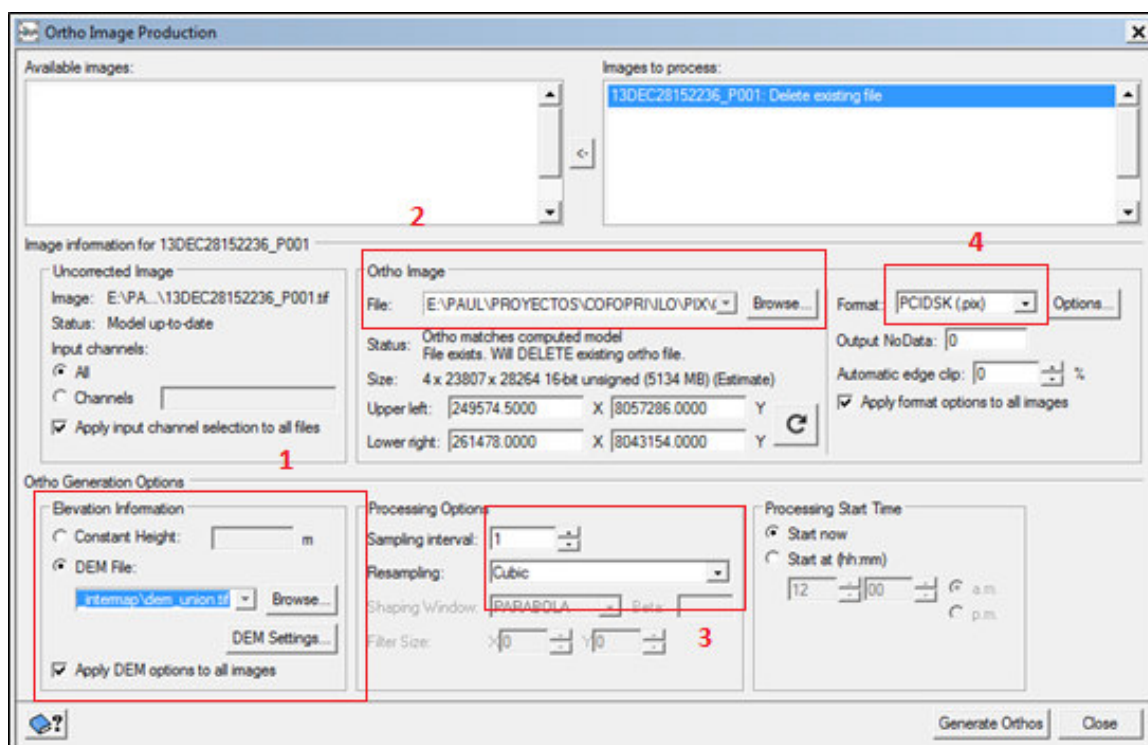 Ortho Image Production
Available images:
Images to process:
13DEC28152236_P001: Delete existing file
<-
2
Image information for 13DEC28152236_P001
4
Uncorrected Image
Image: E:\PA...\13DEC28152236_P001.tif
Status: Model up-to-date
Input channels:
All
Channels
Apply input channel selection to all files
Ortho Image
File: E:\PAUL\PROYECTOS\COFOPRI\ILO\PIX\ Browse...
Status: Ortho matches computed model
File exists. Will DELETE existing ortho file.
Size: 4 x 23807 x 28264 16-bit unsigned (5134 MB) (Estimate)
Upper left: 249574.5000 X 8057286.0000 Y
Lower right: 261478.0000 X 8043154.0000 Y
Format: PCIDSK (.pix) Options...
Output NoData: 0
Automatic edge clip: 0 %
Apply format options to all images
1
Ortho Generation Options
Elevation Information
Constant Height: m
DEM File:
_intermap\dem_union.tif Browse...
DEM Settings...
Apply DEM options to all images
Processing Options
Sampling interval: 1
Resampling: Cubic
Shaping Window: PARABOLA Beta:
Filter Size: X 0 Y 0
3
Processing Start Time
Start now
Start at (hh:mm)
12 :00 a.m.
p.m.
?
Generate Orthos Close